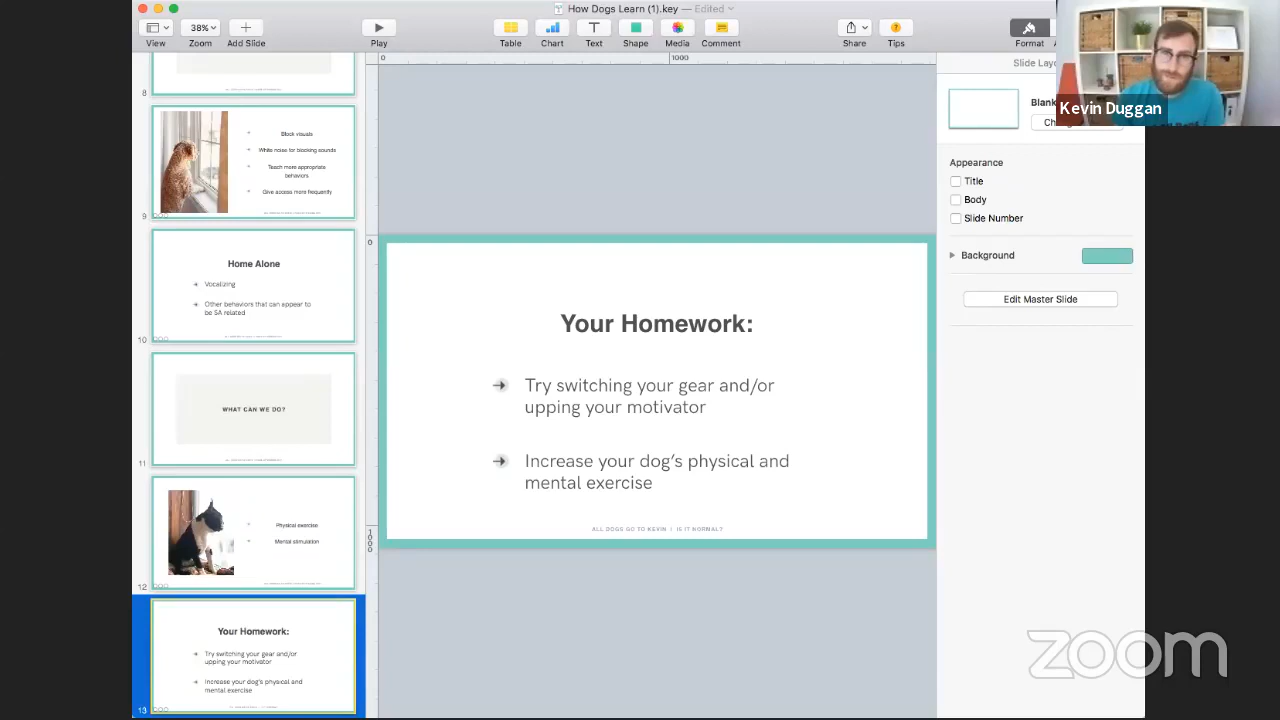 How Dogs Learn (1).key — Edited
38%
View
Zoom
Add Slide
Play
Table
Chart
Text
Shape
Media
Comment
Share
Tips
Format
Kevin Duggan
0
1000
Slide Lay
Blank
Chang
Appearance
Title
Body
Slide Number
Background
Edit Master Slide
8
Block visuals
White noise for blocking sounds
Teach more appropriate
behaviors
Give access more frequently
9
Home Alone
Vocalizing
Other behaviors that can appear to
be SA related
10
WHAT CAN WE DO?
11
Physical exercise
Mental stimulation
12
Your Homework:
Try switching your gear and/or
upping your motivator
Increase your dog's physical and
mental exercise
13
0
1000
Your Homework:
Try switching your gear and/or
upping your motivator
Increase your dog's physical and
mental exercise
ALL DOGS GO TO KEVIN | IS IT NORMAL?
zoom